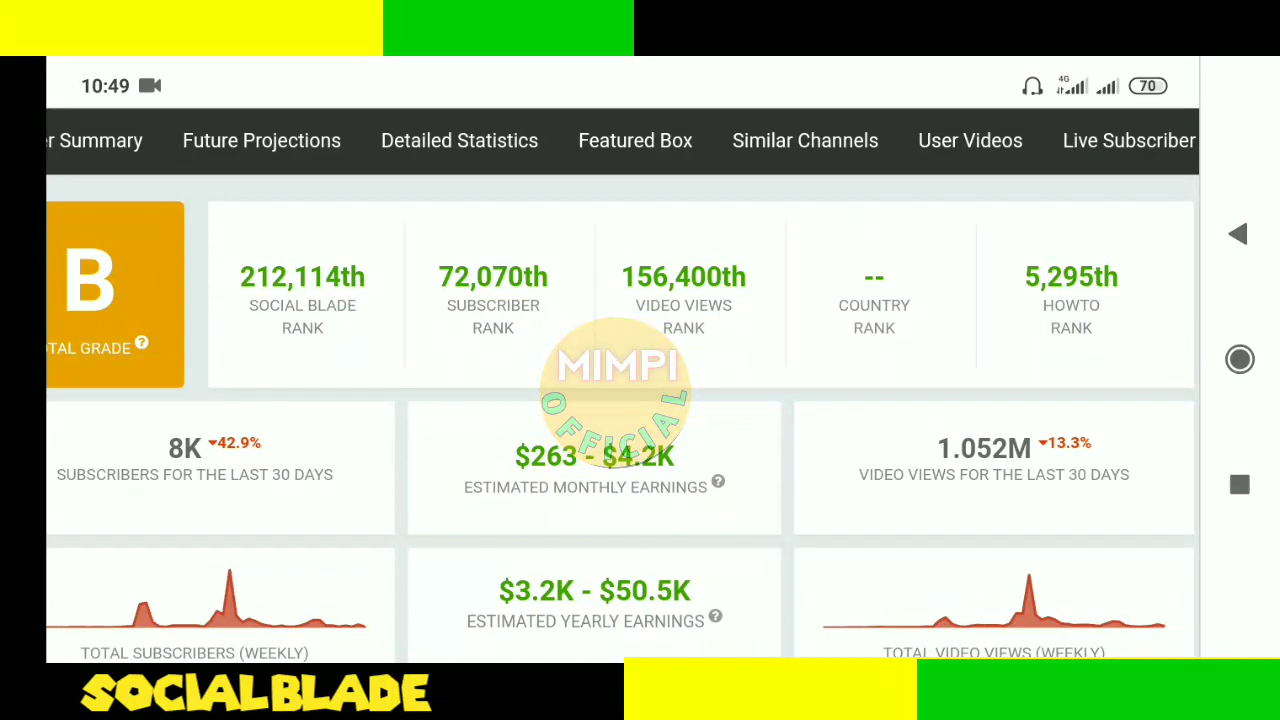 10:49
4G
70
er Summary Future Projections Detailed Statistics Featured Box Similar Channels User Videos Live Subscriber
B
TAL GRADE ?
212,114th
SOCIAL BLADE
RANK
72,070th
SUBSCRIBER
RANK
156,400th
VIDEO VIEWS
RANK
--
COUNTRY
RANK
5,295th
HOWTO
RANK
MIMPI
OFFICIAL
8K 42.9%
SUBSCRIBERS FOR THE LAST 30 DAYS
$263 - $4.2K
ESTIMATED MONTHLY EARNINGS ?
1.052M 13.3%
VIDEO VIEWS FOR THE LAST 30 DAYS
TOTAL SUBSCRIBERS (WEEKLY)
$3.2K - $50.5K
ESTIMATED YEARLY EARNINGS ?
TOTAL VIDEO VIEWS (WEEKLY)
SOCIALBLADE